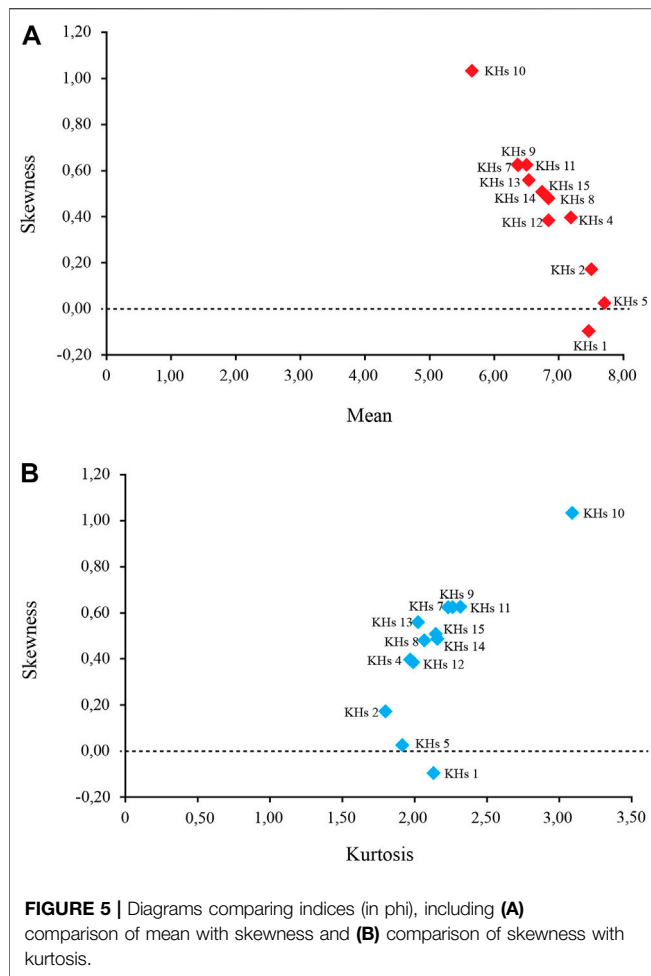 A
1,20
1,00
0,80
0,60
0,40
0,20
0,00
-0,20
Skewness
KHs 10
KHs 9
KHs 7 KHs 11
KHs 13 KHs 15
KHs 14 KHs 8
KHs 12 KHs 4
KHs 2
KHs 5
KHs 1
0 1,00 2,00 3,00 4,00 5,00 6,00 7,00 8,00
Mean
B
1,20
1,00
0,80
0,60
0,40
0,20
0,00
-0,20
Skewness
KHs 10
KHs 9
KHs 7 KHs 11
KHs 13 KHs 15
KHs 8 KHs 14
KHs 4 KHs 12
KHs 2
KHs 5
KHs 1
0 0,50 1,00 1,50 2,00 2,50 3,00 3,50
Kurtosis
FIGURE 5 | Diagrams comparing indices (in phi), including (A)
comparison of mean with skewness and (B) comparison of skewness with
kurtosis.